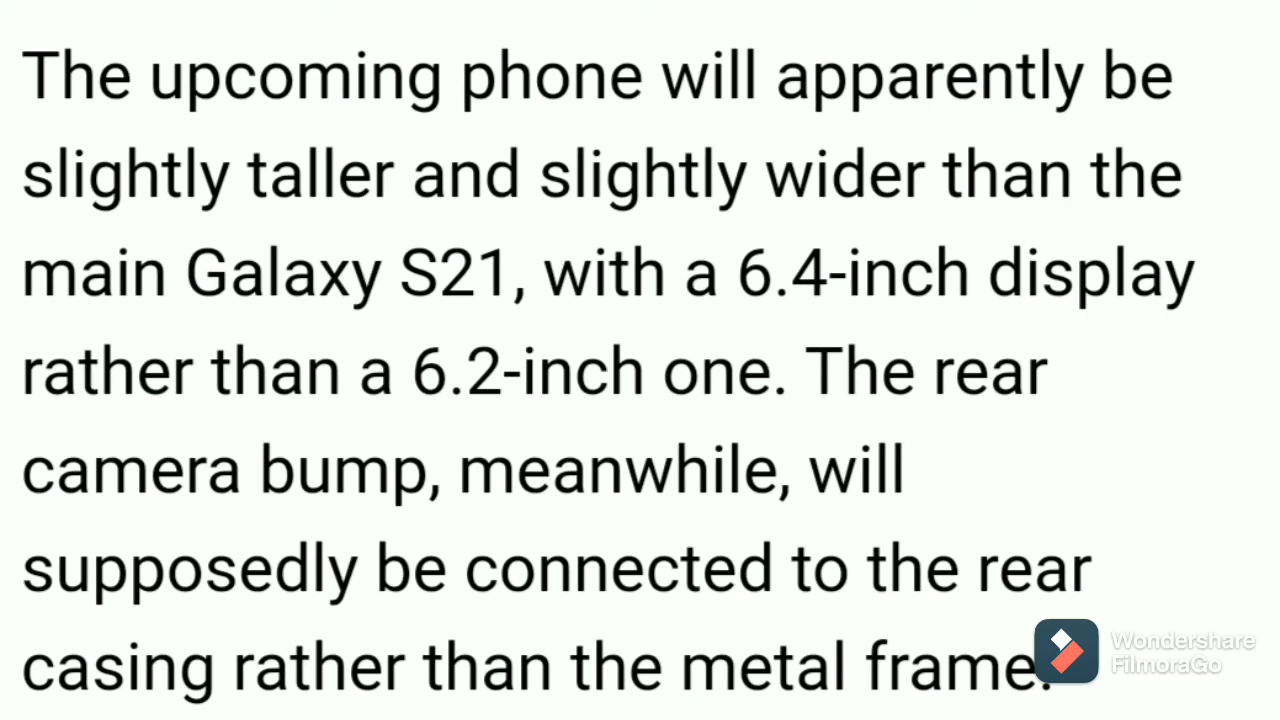 The upcoming phone will apparently be
slightly taller and slightly wider than the
main Galaxy S21, with a 6.4-inch display
rather than a 6.2-inch one. The rear
camera bump, meanwhile, will
supposedly be connected to the rear
casing rather than the metal frame.
Wondershare
FilmoraGo